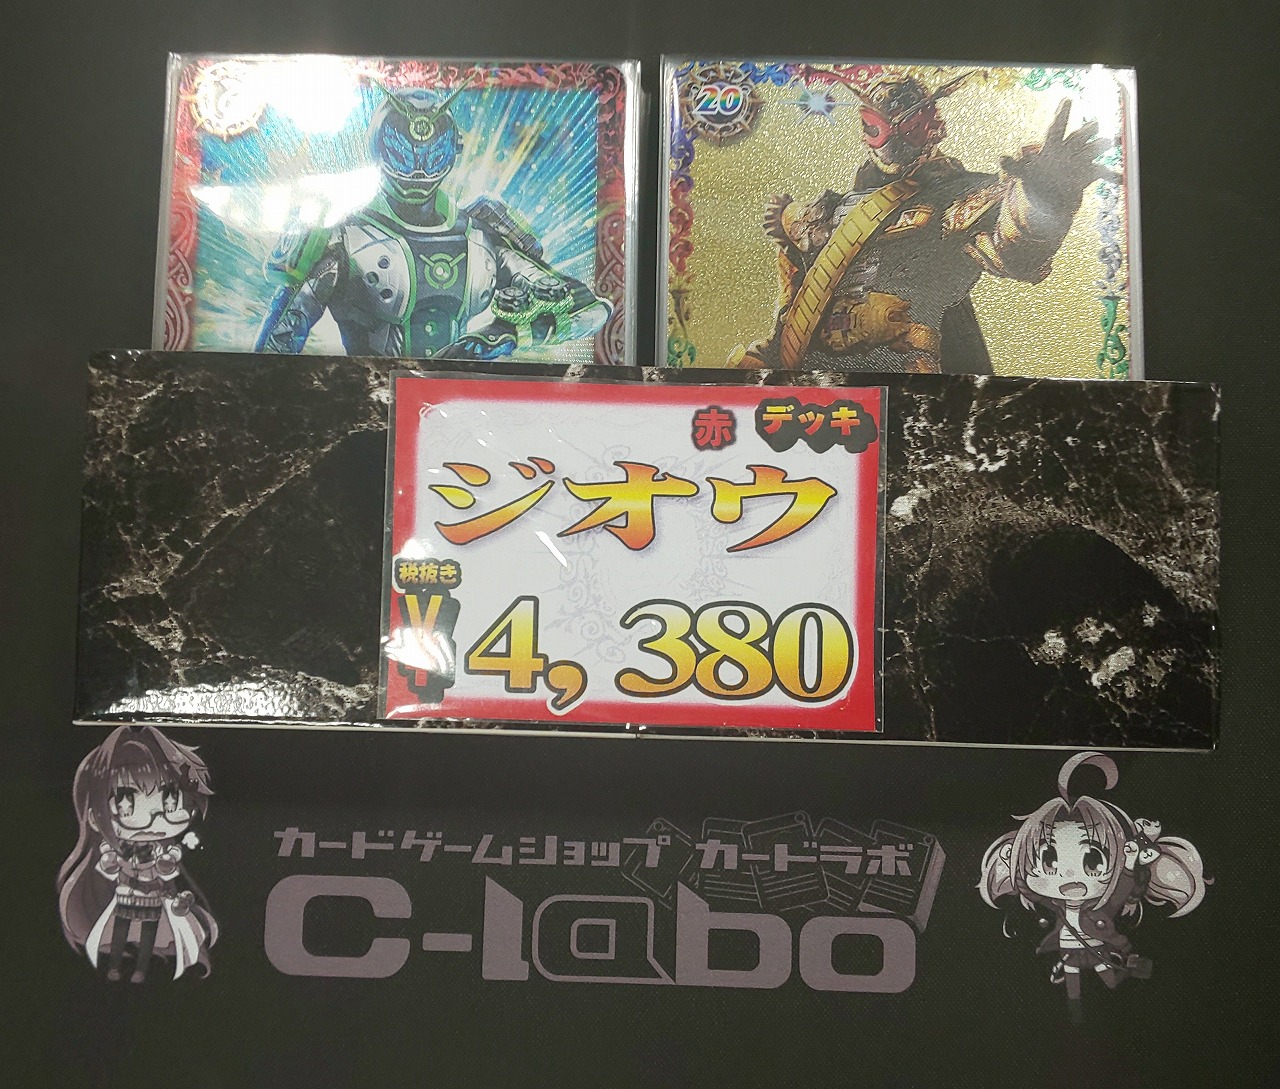 20
赤 デッキ
ジオウ
税抜き
¥4,380
カードゲームショップ カードラボ
C-labo